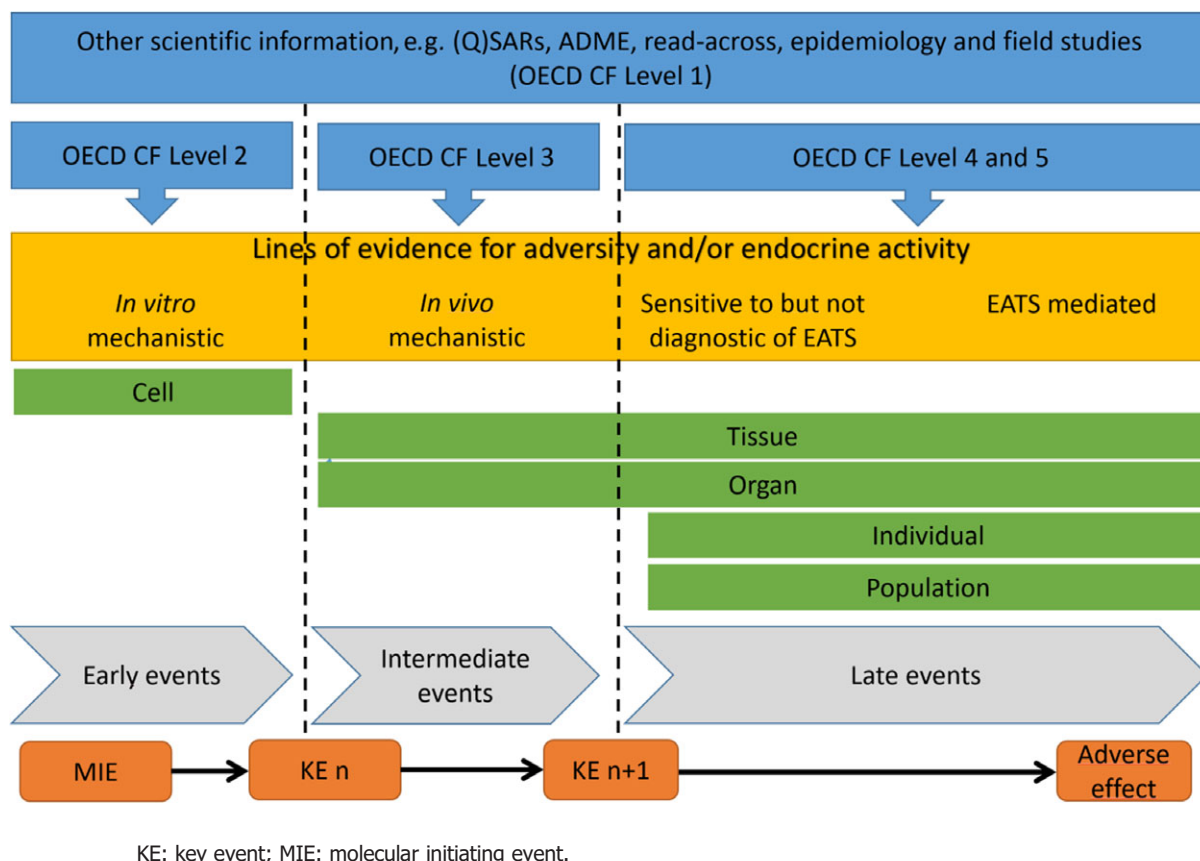 Other scientific information, e.g. (Q)SARs, ADME, read-across, epidemiology and field studies
(OECD CF Level 1)
OECD CF Level 2
OECD CF Level 3
OECD CF Level 4 and 5
Lines of evidence for adversity and/or endocrine activity
In vitro
mechanistic
In vivo
mechanistic
Sensitive to but not
diagnostic of EATS
EATS mediated
Cell
Tissue
Organ
Individual
Population
Early events
Intermediate
events
Late events
MIE
KE n
KE n+1
Adverse
effect
KE: key event; MIE: molecular initiating event.